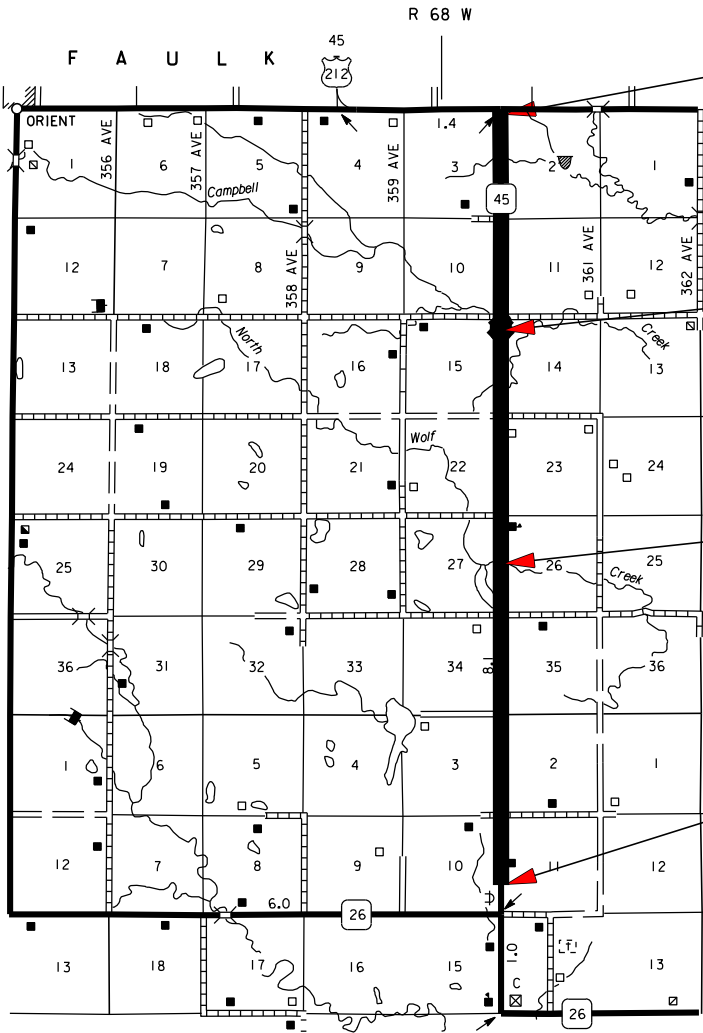 R 68 W
F A U L K
45
212
ORIENT
1.4
356 AVE
357 AVE
359 AVE
1 6 5 4 3 2 1
Campbell
45
358 AVE
361 AVE
362 AVE
12 7 8 9 10 11 12
North
Creek
13 18 17 16 15 14 13
Wolf
24 19 20 21 22 23 24
25 30 29 28 27 26 25
Creek
36 31 32 33 34 35 36
8.1
1 6 5 4 3 2 1
12 7 8 9 10 11 12
6.0
26
13 18 17 16 15 13
1.0
C
26